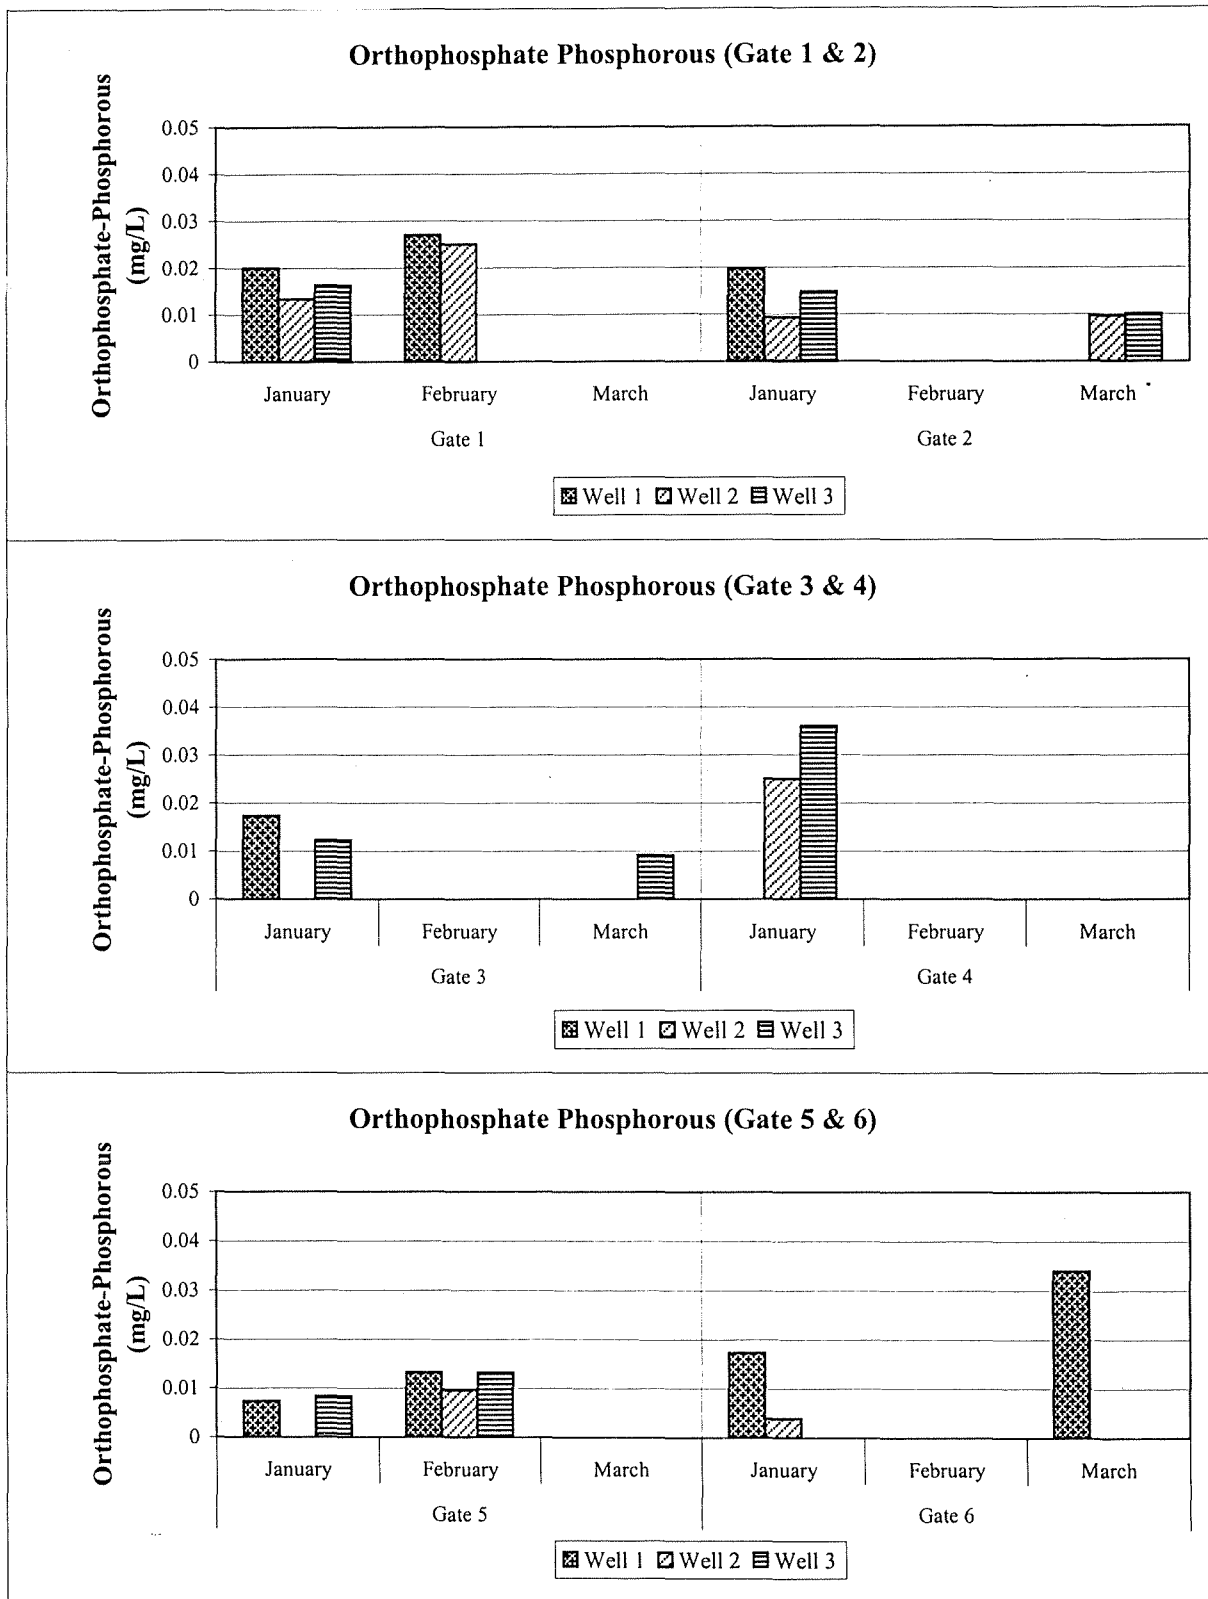 Orthophosphate Phosphorous (Gate 1 & 2)
Orthophosphate-Phosphorous
(mg/L)
0.05
0.04
0.03
0.02
0.01
0
January February March January February March
Gate 1 Gate 2
Well 1 Well 2 Well 3
Orthophosphate Phosphorous (Gate 3 & 4)
Orthophosphate-Phosphorous
(mg/L)
0.05
0.04
0.03
0.02
0.01
0
January February March January February March
Gate 3 Gate 4
Well 1 Well 2 Well 3
Orthophosphate Phosphorous (Gate 5 & 6)
Orthophosphate-Phosphorous
(mg/L)
0.05
0.04
0.03
0.02
0.01
0
January February March January February March
Gate 5 Gate 6
Well 1 Well 2 Well 3